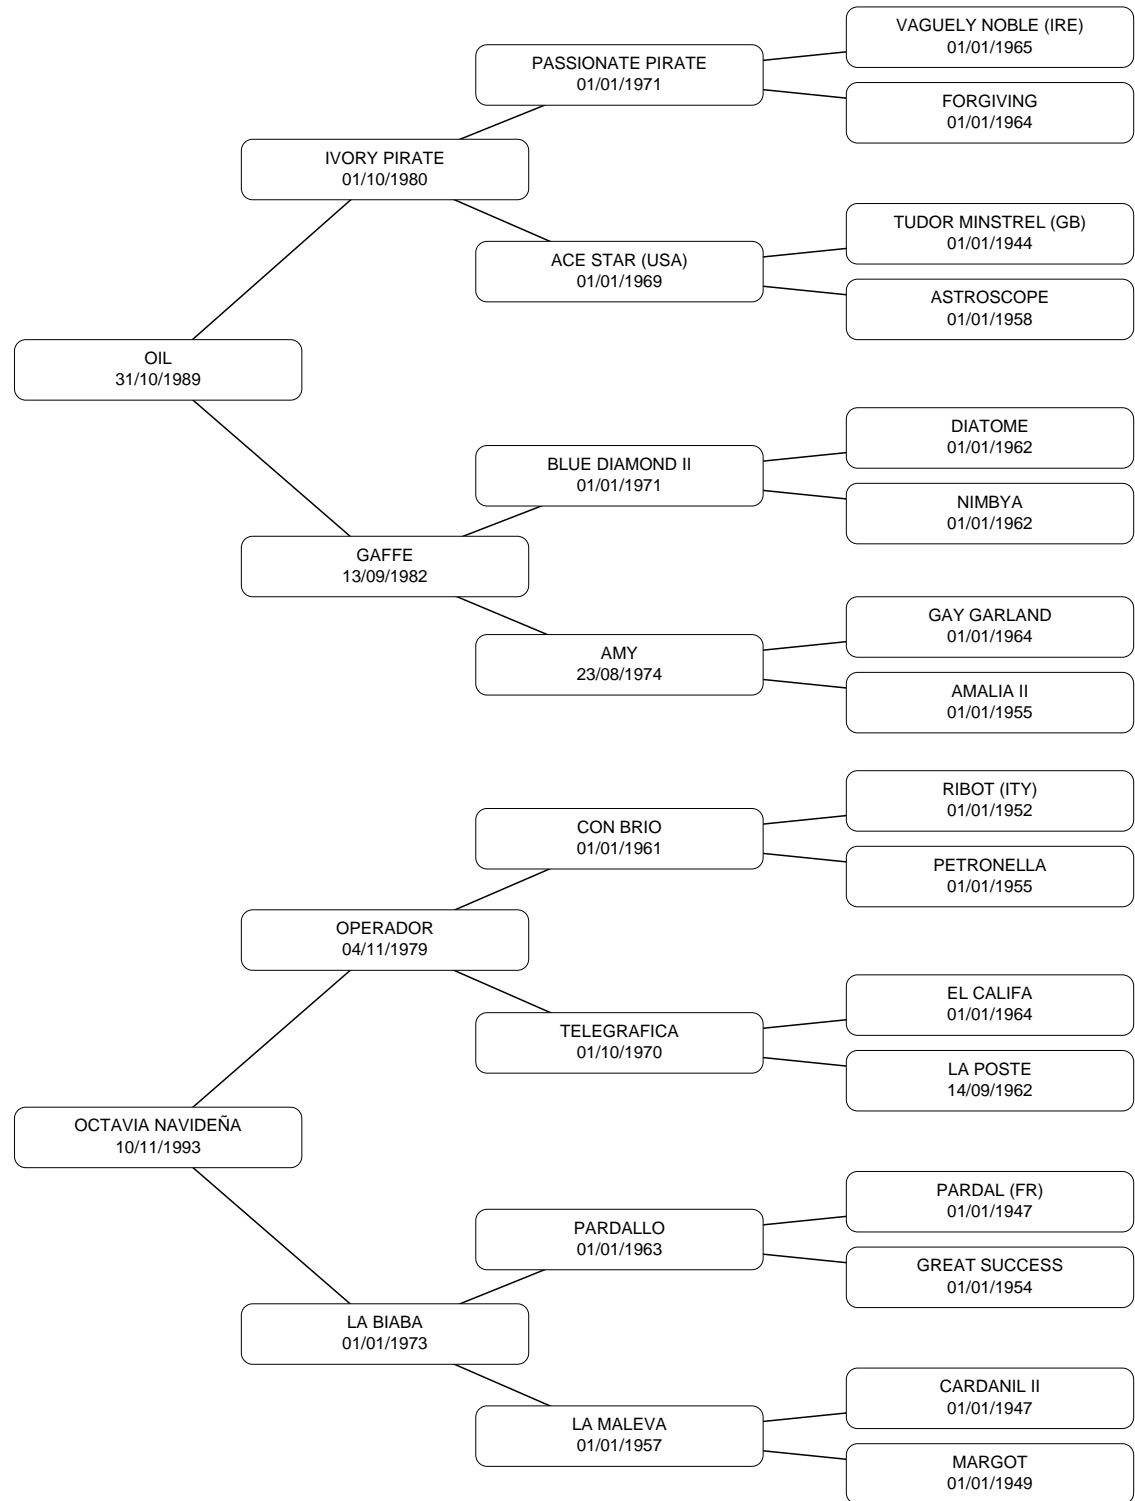 VAGUELY NOBLE (IRE)
01/01/1965
PASSIONATE PIRATE
01/01/1971
FORGIVING
01/01/1964
IVORY PIRATE
01/10/1980
TUDOR MINSTREL (GB)
01/01/1944
ACE STAR (USA)
01/01/1969
ASTROSCOPE
01/01/1958
OIL
31/10/1989
DIATOME
01/01/1962
BLUE DIAMOND II
01/01/1971
NIMBYA
01/01/1962
GAFFE
13/09/1982
GAY GARLAND
01/01/1964
AMY
23/08/1974
AMALIA II
01/01/1955
RIBOT (ITY)
01/01/1952
CON BRIO
01/01/1961
PETRONELLA
01/01/1955
OPERADOR
04/11/1979
EL CALIFA
01/01/1964
TELEGRAFICA
01/10/1970
LA POSTE
14/09/1962
OCTAVIA NAVIDEÑA
10/11/1993
PARDAL (FR)
01/01/1947
PARDALLO
01/01/1963
GREAT SUCCESS
01/01/1954
LA BIABA
01/01/1973
CARDANIL II
01/01/1947
LA MALEVA
01/01/1957
MARGOT
01/01/1949